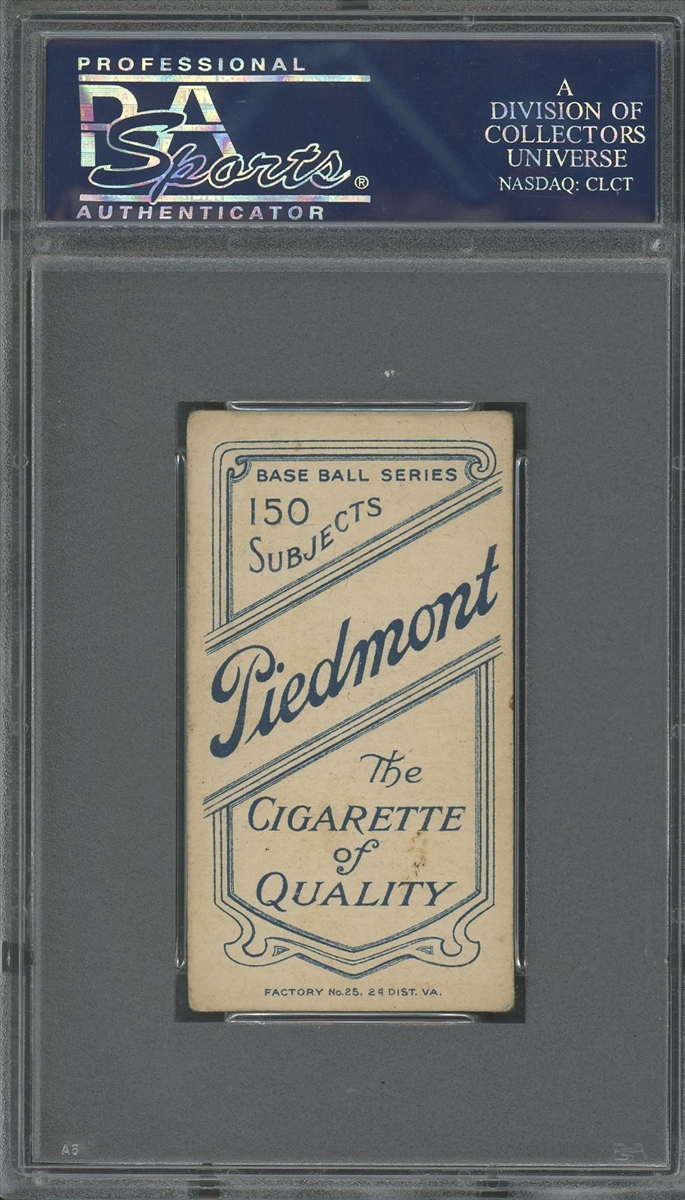 PROFESSIONAL
PSA
Sports®
AUTHENTICATOR
A
DIVISION OF
COLLECTORS
UNIVERSE
NASDAQ: CLCT
BASE BALL SERIES
150
SUBJECTS
Piedmont
The
CIGARETTE
of
QUALITY
FACTORY No.25, 2d DIST. VA.
A6
PSA